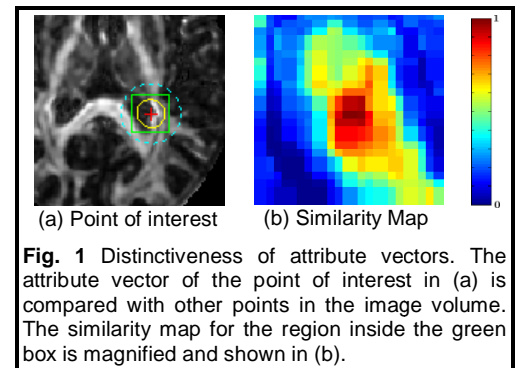 1
0
(a) Point of interest (b) Similarity Map
Fig. 1 Distinctiveness of attribute vectors. The
attribute vector of the point of interest in (a) is
compared with other points in the image volume.
The similarity map for the region inside the green
box is magnified and shown in (b).